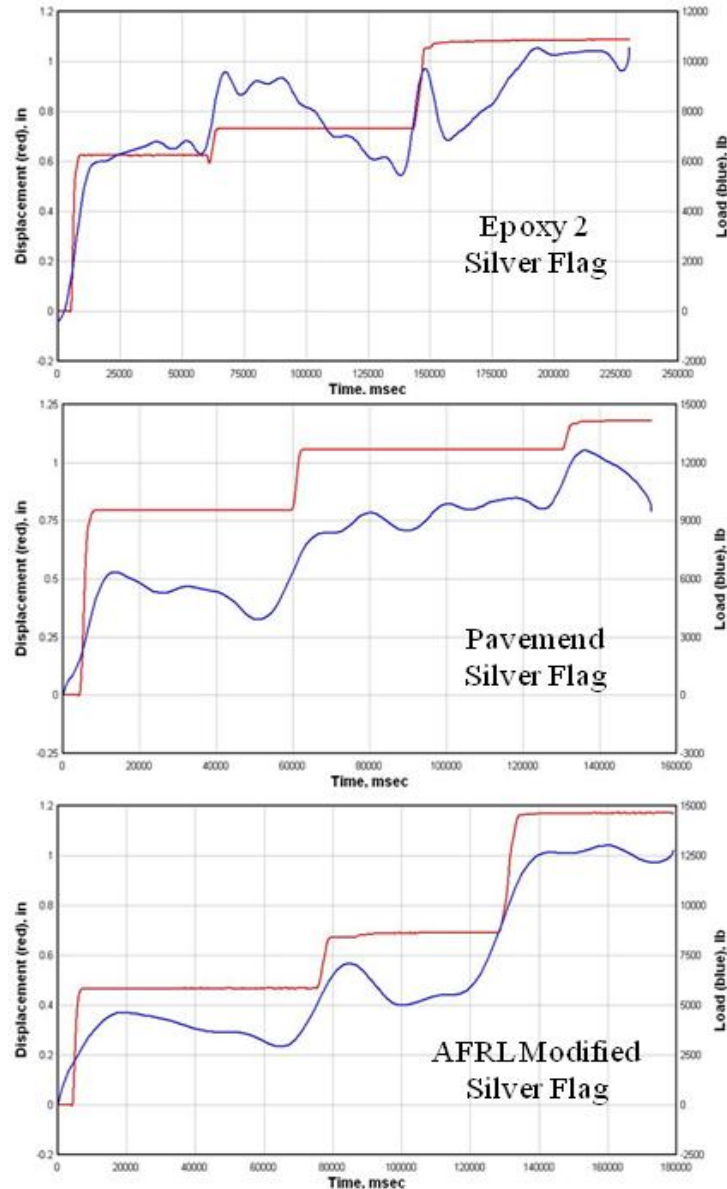 1.2
1
0.8
0.6
0.4
0.2
0
-0.2
Displacement (red), in
12000
10000
8000
6000
4000
2000
0
-2000
Load (blue), lb
Epoxy 2
Silver Flag
0 25000 50000 75000 100000 125000 150000 175000 200000 225000 250000
Time, msec
1.25
1
0.75
0.5
0.25
0
-0.25
Displacement (red), in
15000
12000
9000
6000
3000
0
-3000
Load (blue), lb
Pavemend
Silver Flag
0 20000 40000 60000 80000 100000 120000 140000 160000
Time, msec
1.2
1
0.8
0.6
0.4
0.2
0
-0.2
Displacement (red), in
15000
12500
10000
7500
5000
2500
0
-2500
Load (blue), lb
AFRL Modified
Silver Flag
0 20000 40000 60000 80000 100000 120000 140000 160000 180000
Time, msec